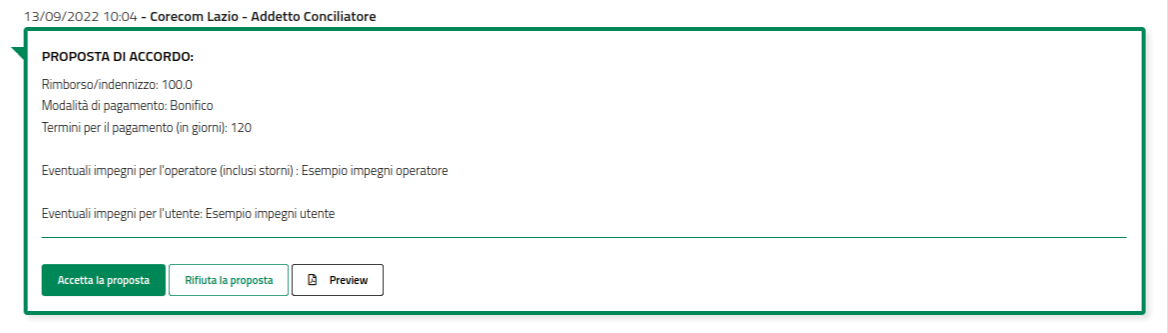 13/09/2022 10:04 - Corecom Lazio - Addetto Conciliatore
PROPOSTA DI ACCORDO:
Rimborso/indennizzo: 100.0
Modalità di pagamento: Bonifico
Termini per il pagamento (in giorni): 120
Eventuali impegni per l'operatore (inclusi storni) : Esempio impegni operatore
Eventuali impegni per l'utente: Esempio impegni utente
Accetta la proposta
Rifiuta la proposta
Preview